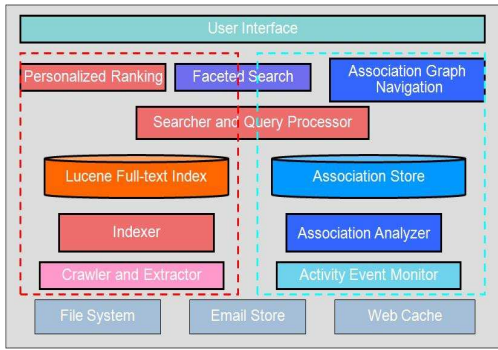 User Interface
Personalized Ranking
Faceted Search
Association Graph
Navigation
Searcher and Query Processor
Lucene Full-text Index
Association Store
Indexer
Association Analyzer
Crawler and Extractor
Activity Event Monitor
File System
Email Store
Web Cache